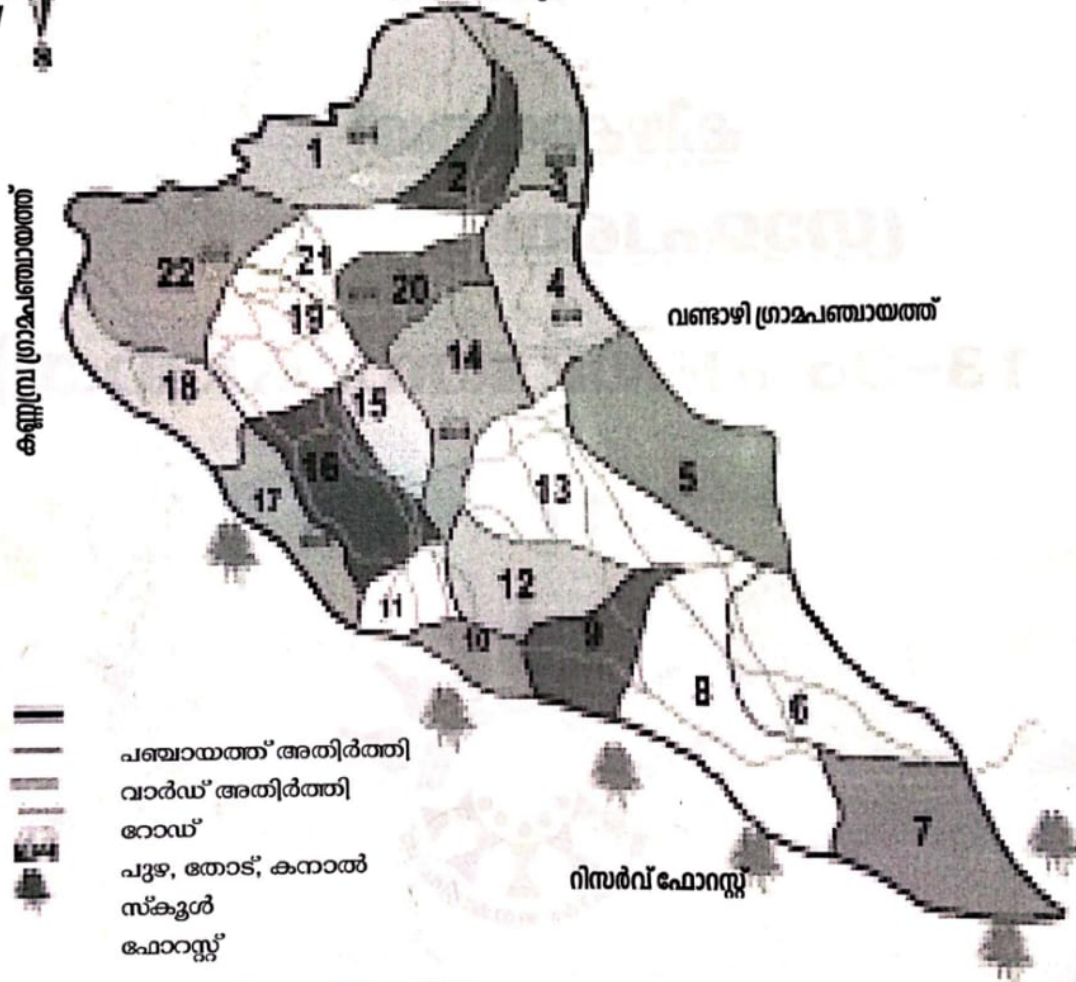 1
2
3
22
21
20
4
വണ്ടാഴി ഗ്രാമപഞ്ചായത്ത്
കണ്ണമ്പ്ര ഗ്രാമപഞ്ചായത്ത്
19
14
18
15
16
5
17
13
12
11
10
9
8
6
7
പഞ്ചായത്ത് അതിർത്തി
വാർഡ് അതിർത്തി
റോഡ്
പുഴ, തോട്, കനാൽ
സ്കൂൾ
ഫോറസ്റ്റ്
റിസർവ് ഫോറസ്റ്റ്